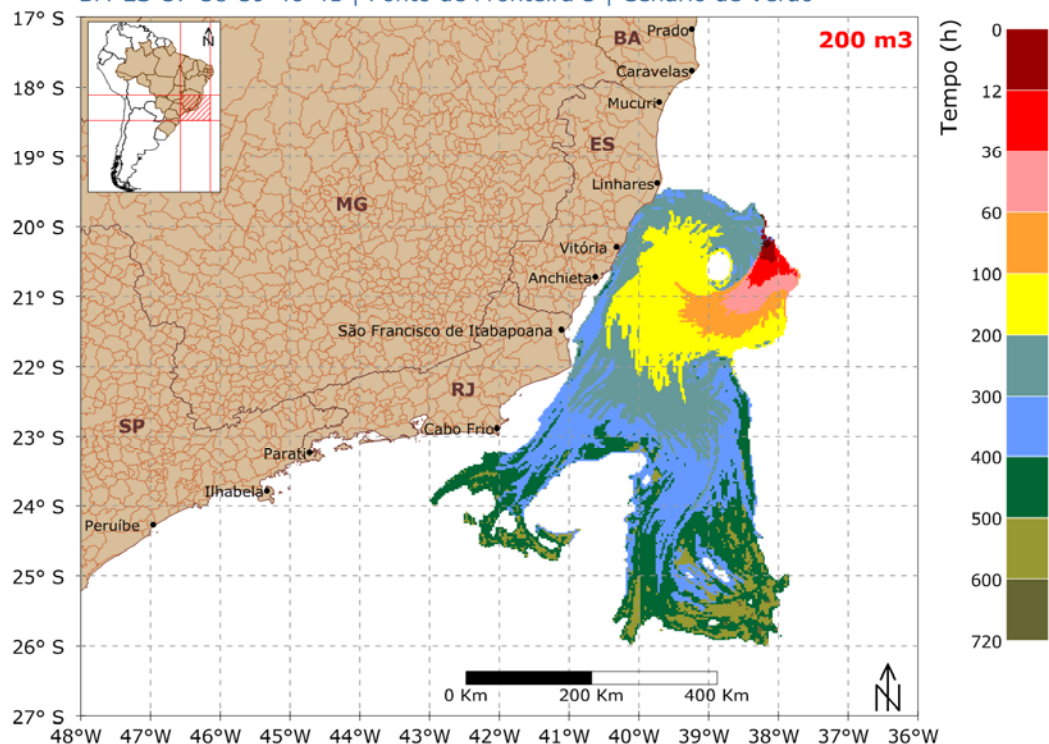 17° S
18° S
19° S
20° S
21° S
22° S
23° S
24° S
25° S
26° S
27° S
48°W 47°W 46°W 45°W 44°W 43°W 42°W 41°W 40°W 39°W 38°W 37°W 36°W
N
BA
Prado
200 m3
Caravelas
Mucuri
ES
Linhares
MG
Vitória
Anchieta
São Francisco de Itabapoana
RJ
SP
Cabo Frio
Parati
Ilhabela
Peruíbe
0 Km 200 Km 400 Km
N
Tempo (h)
0
12
36
60
100
200
300
400
500
600
720